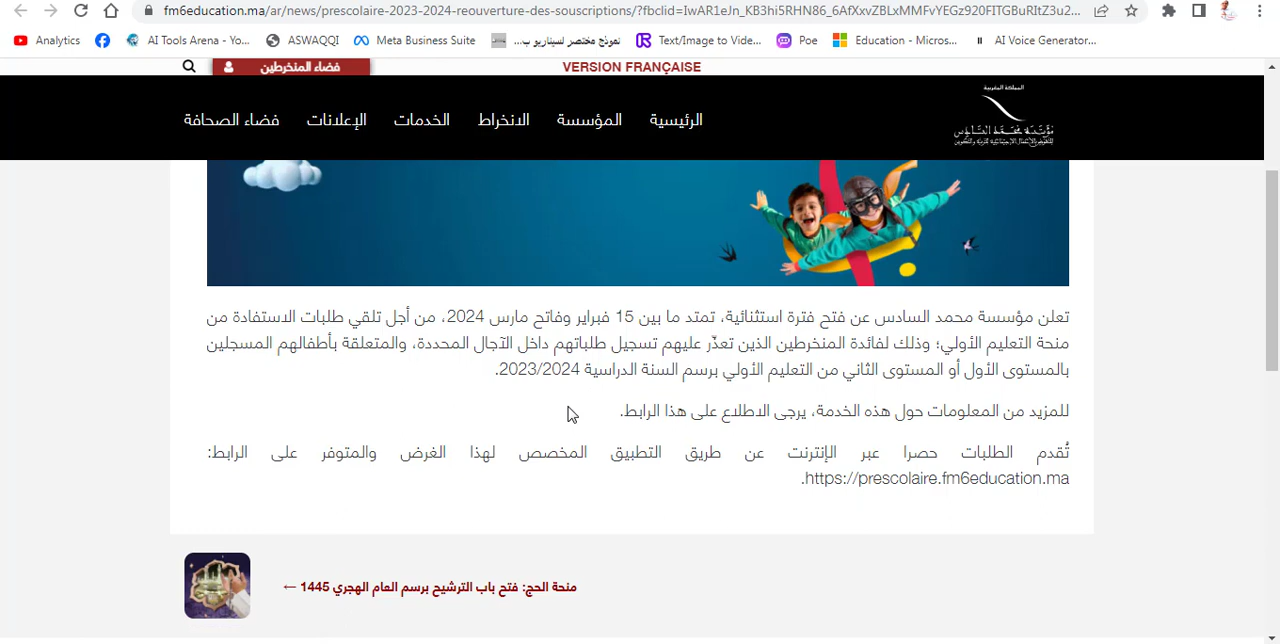 fm6education.ma/ar/news/prescolaire-2023-2024-reouverture-des-souscriptions/?fbclid=IwAR1eJn_KB3hi5RHN86_6AfXxvZBLxMMFvYEGz920FITGBuRItZ3u2...
Analytics AI Tools Arena - Yo... ASWAQQI Meta Business Suite نموذج مختصر لسيناريو ب... Text/Image to Vide... Poe Education - Micros... AI Voice Generator...
فضاء المنخرطين VERSION FRANÇAISE
المملكة المغربية
الرئيسية المؤسسة الانخراط الخدمات الإعلانات فضاء الصحافة
مؤسسة محمد السادس
للنهوض بالأعمال الاجتماعية للتربية والتكوين
تعلن مؤسسة محمد السادس عن فتح فترة استثنائية، تمتد ما بين 15 فبراير وفاتح مارس 2024، من أجل تلقي طلبات الاستفادة من
منحة التعليم الأولي؛ وذلك لفائدة المنخرطين الذين تعذّر عليهم تسجيل طلباتهم داخل الآجال المحددة، والمتعلقة بأطفالهم المسجلين
بالمستوى الأول أو المستوى الثاني من التعليم الأولي برسم السنة الدراسية 2023/2024.
للمزيد من المعلومات حول هذه الخدمة، يرجى الاطلاع على هذا الرابط.
تُقدم الطلبات حصرا عبر الإنترنت عن طريق التطبيق المخصص لهذا الغرض والمتوفر على الرابط:
https://prescolaire.fm6education.ma.
منحة الحج: فتح باب الترشيح برسم العام الهجري 1445 ←